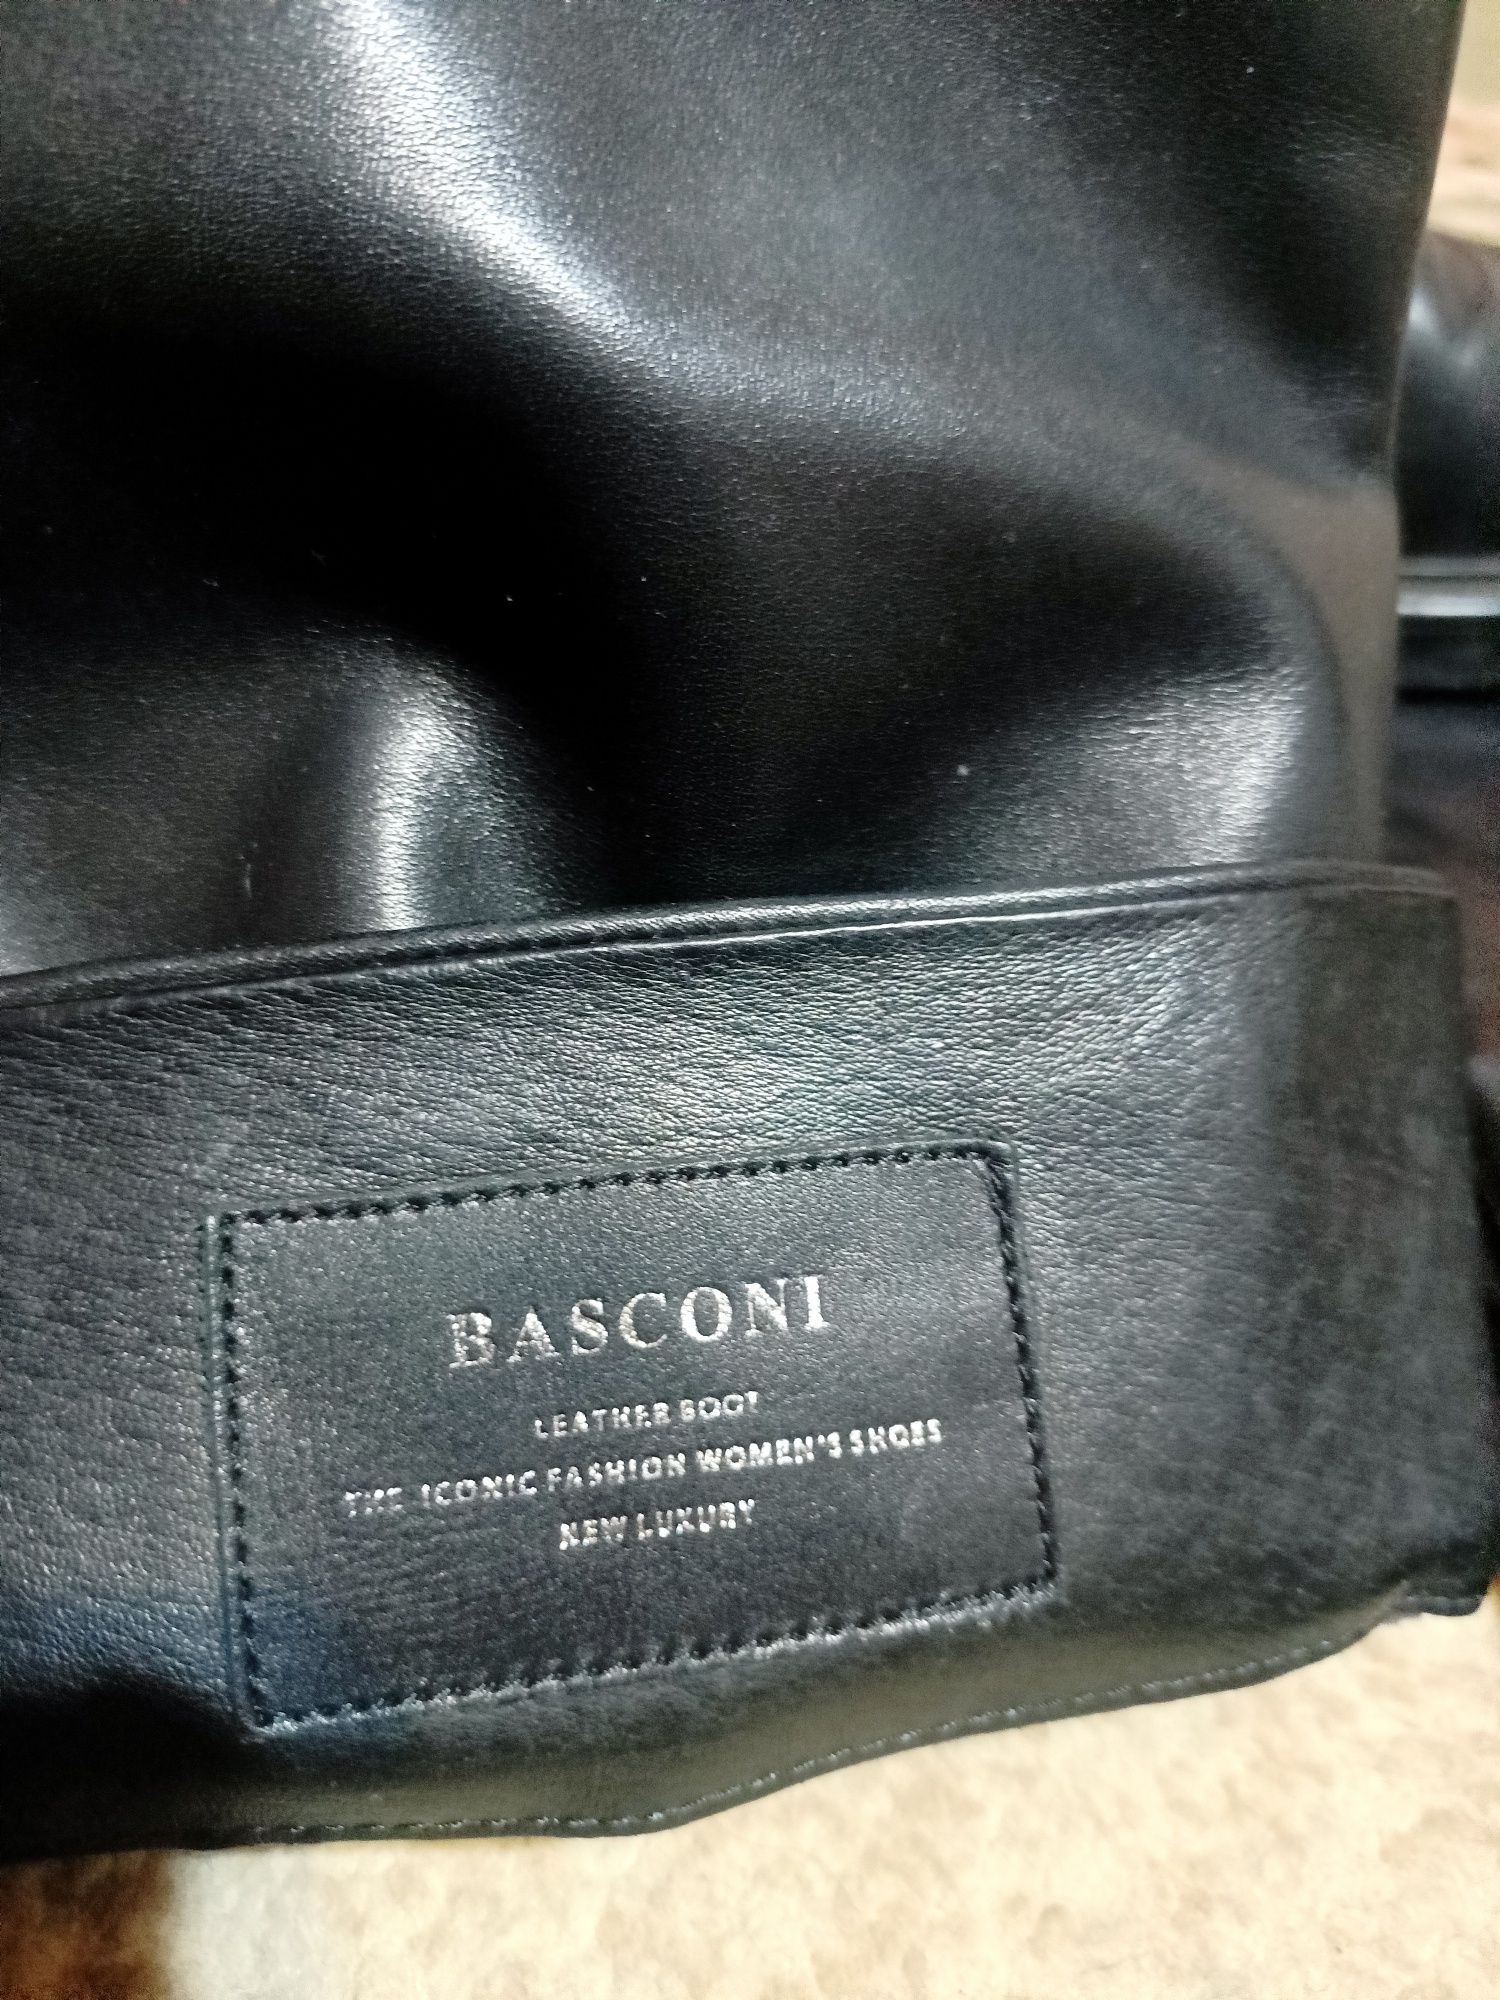 BASCONI
LEATHER BOOT
THE ICONIC FASHION WOMEN'S SHOES
NEW LUXURY